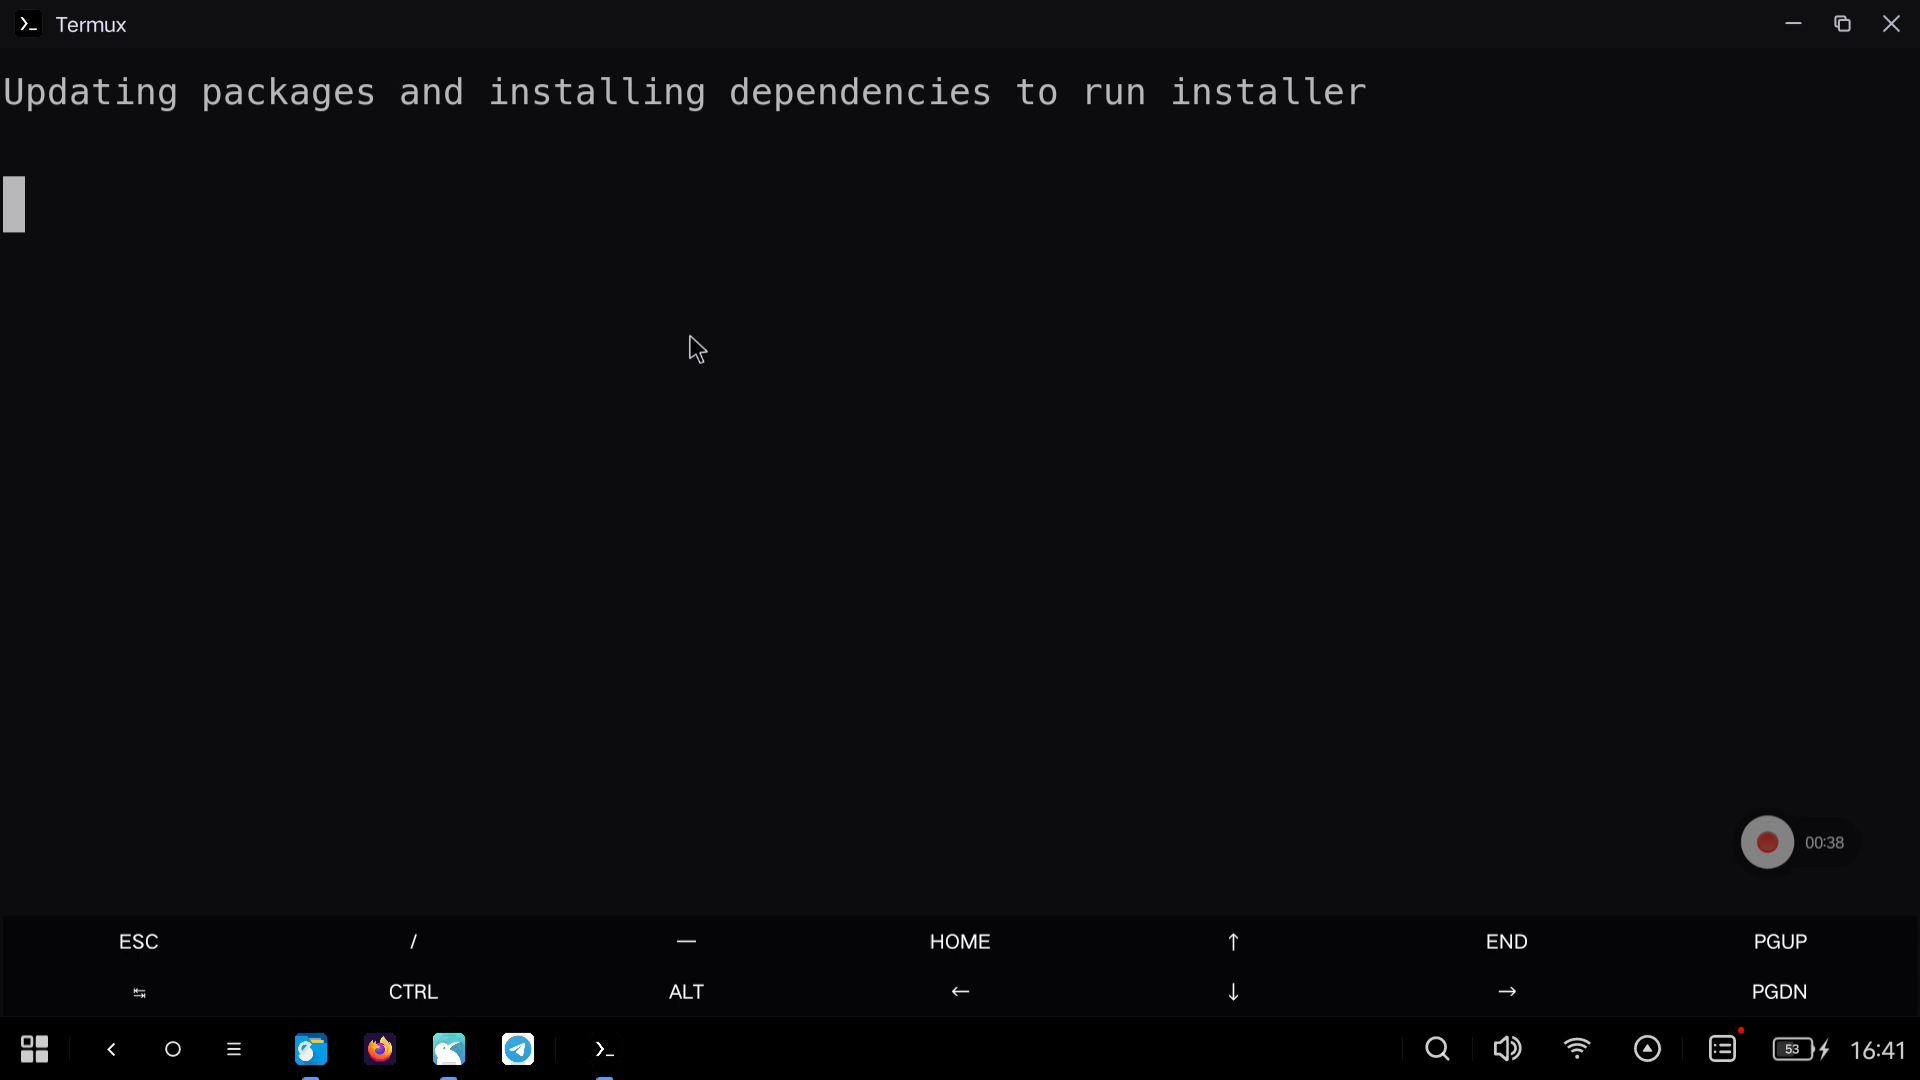 Termux
Updating packages and installing dependencies to run installer
00:38
ESC / — HOME ↑ END PGUP
↹ CTRL ALT ← ↓ → PGDN
53 16:41